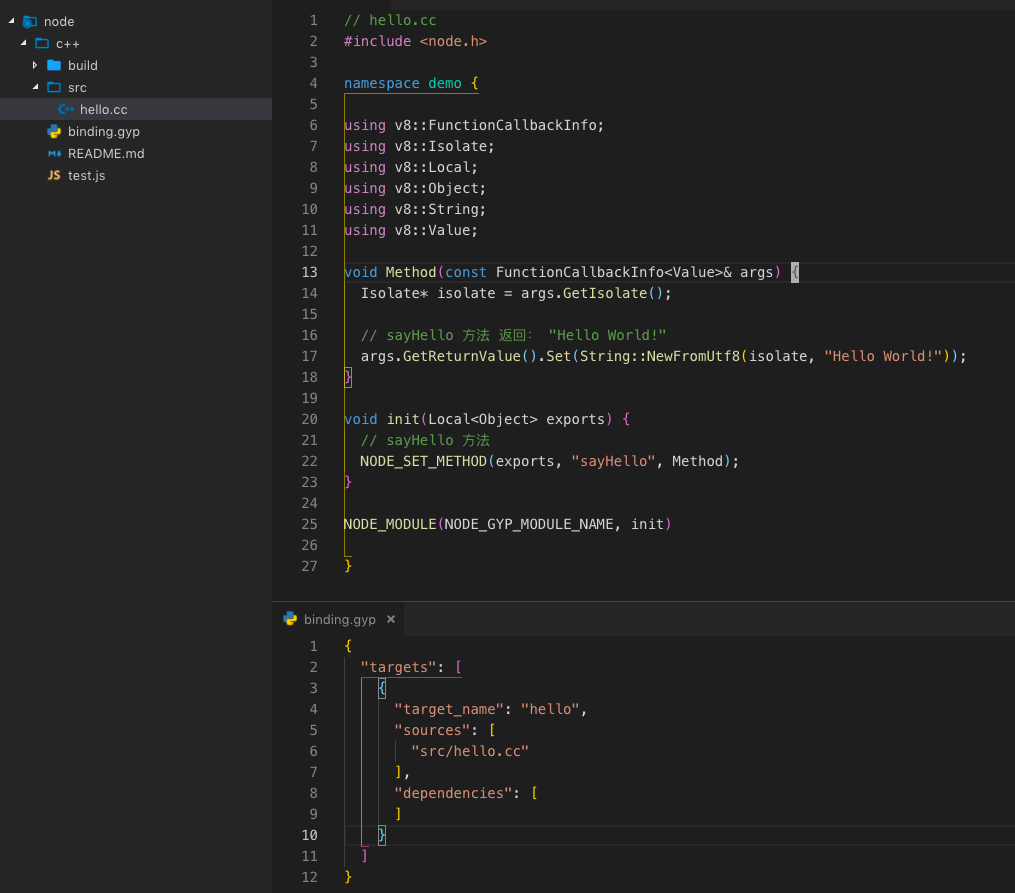 node
c++
build
src
C++ hello.cc
binding.gyp
README.md
JS test.js
1 // hello.cc
2 #include <node.h>
3
4 namespace demo {
5
6 using v8::FunctionCallbackInfo;
7 using v8::Isolate;
8 using v8::Local;
9 using v8::Object;
10 using v8::String;
11 using v8::Value;
12
13 void Method(const FunctionCallbackInfo<Value>& args) {
14   Isolate* isolate = args.GetIsolate();
15
16   // sayHello 方法 返回： "Hello World!"
17   args.GetReturnValue().Set(String::NewFromUtf8(isolate, "Hello World!"));
18 }
19
20 void init(Local<Object> exports) {
21   // sayHello 方法
22   NODE_SET_METHOD(exports, "sayHello", Method);
23 }
24
25 NODE_MODULE(NODE_GYP_MODULE_NAME, init)
26
27 }
binding.gyp ×
1 {
2   "targets": [
3     {
4       "target_name": "hello",
5       "sources": [
6         "src/hello.cc"
7       ],
8       "dependencies": [
9       ]
10     }
11   ]
12 }